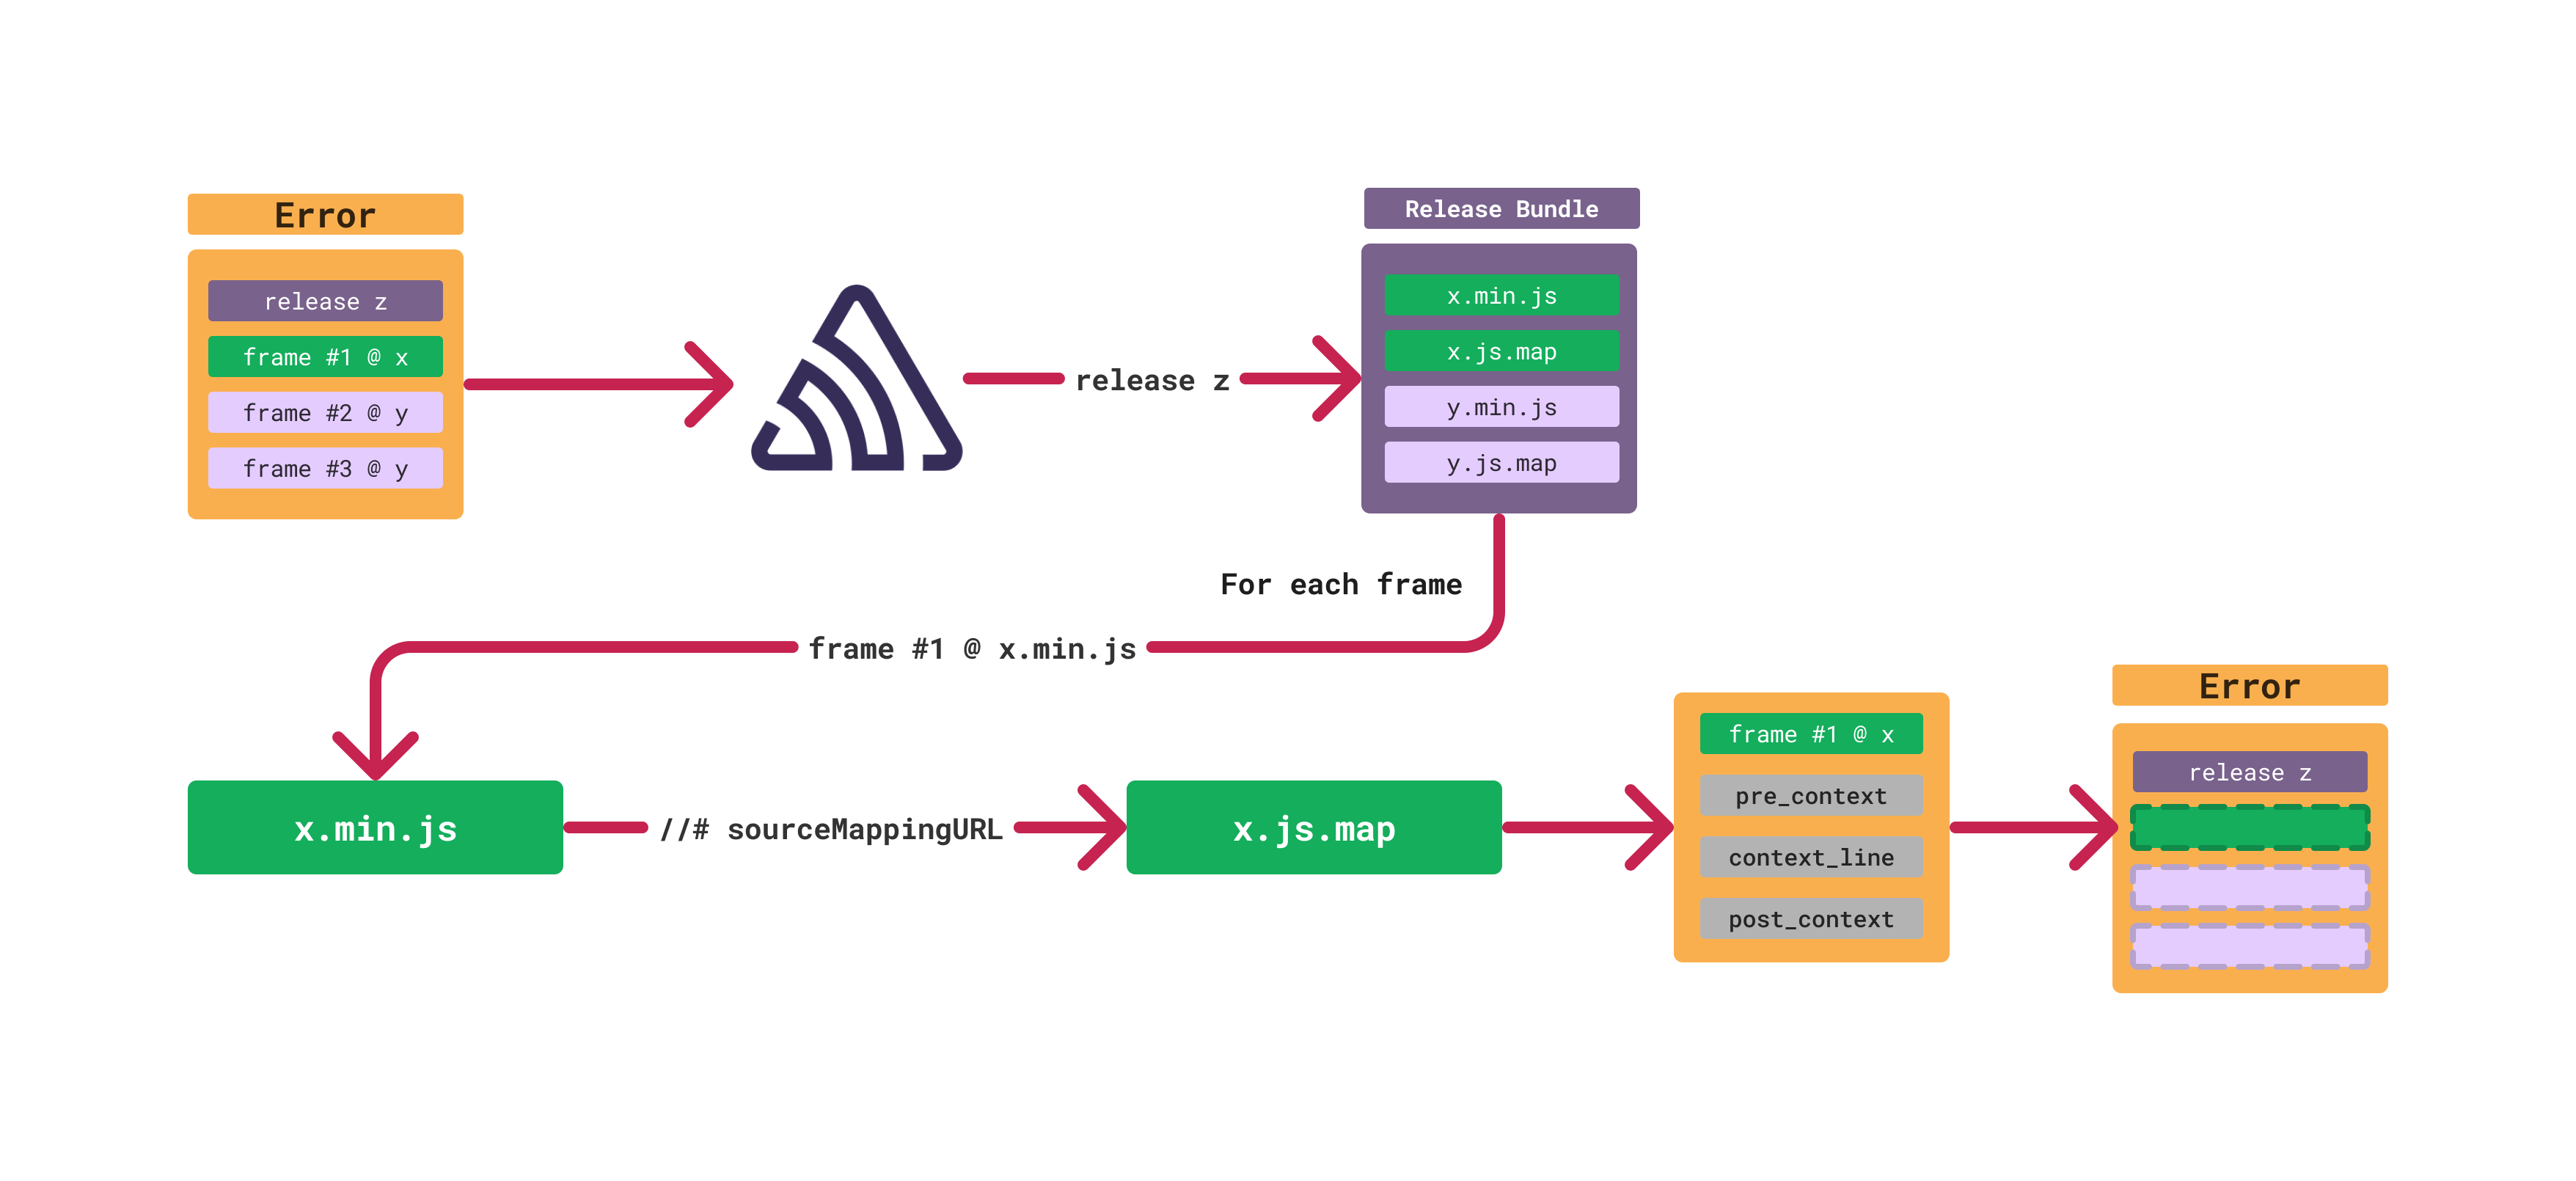 Error
release z
frame #1 @ x
frame #2 @ y
frame #3 @ y
release z
Release Bundle
x.min.js
x.js.map
y.min.js
y.js.map
For each frame
frame #1 @ x.min.js
x.min.js
//# sourceMappingURL
x.js.map
frame #1 @ x
pre_context
context_line
post_context
Error
release z